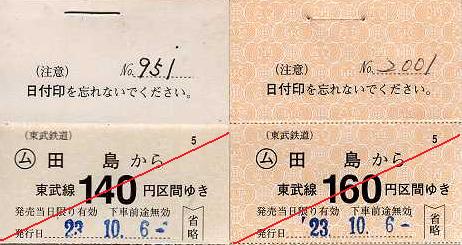 (注意) No. 951
日付印を忘れないでください。
(東武鉄道) 5
ム 田島から
東武線140円区間ゆき
発売当日限り有効 下車前途無効
発行日 23.10.6.- 省略
(注意) No. 2001
日付印を忘れないでください。
(東武鉄道) 5
ム 田島から
東武線160円区間ゆき
発売当日限り有効 下車前途無効
発行日 '23.10.6.- 省略